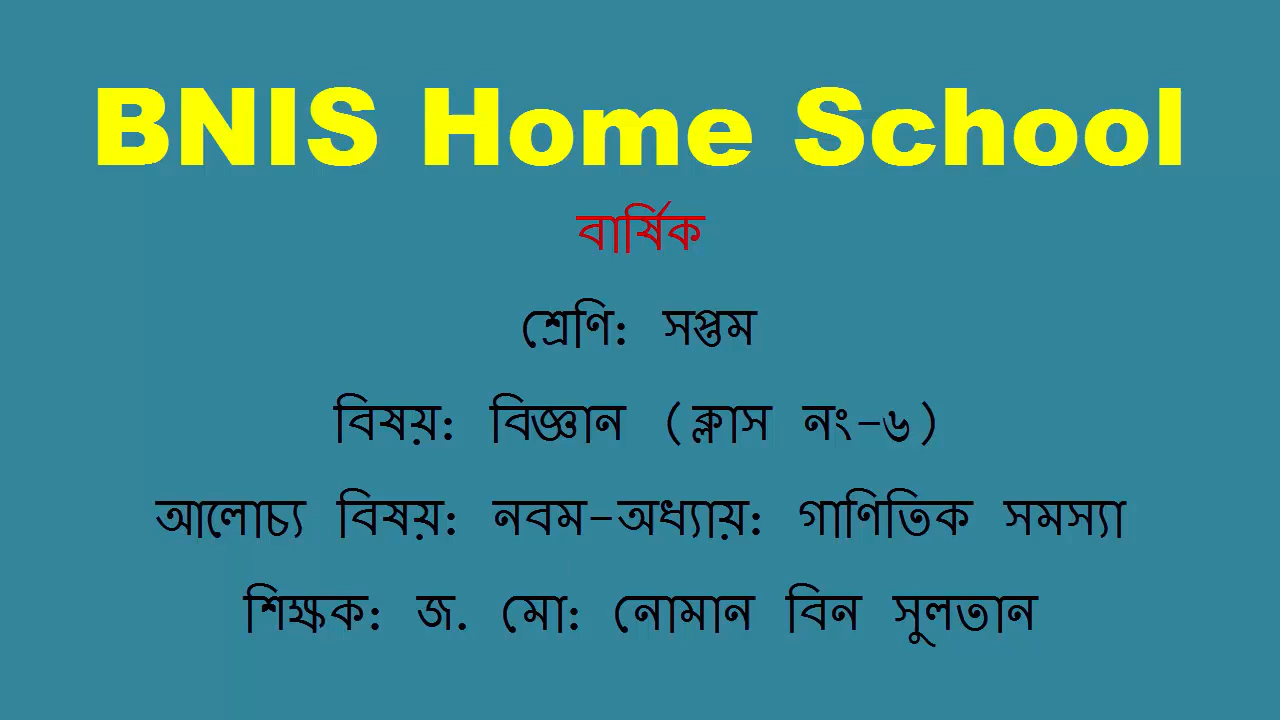 BNIS Home School
বার্ষিক
শ্রেণি: সপ্তম
বিষয়: বিজ্ঞান (ক্লাস নং-৬)
আলোচ্য বিষয়: নবম-অধ্যায়: গাণিতিক সমস্যা
শিক্ষক: জ. মো: নোমান বিন সুলতান